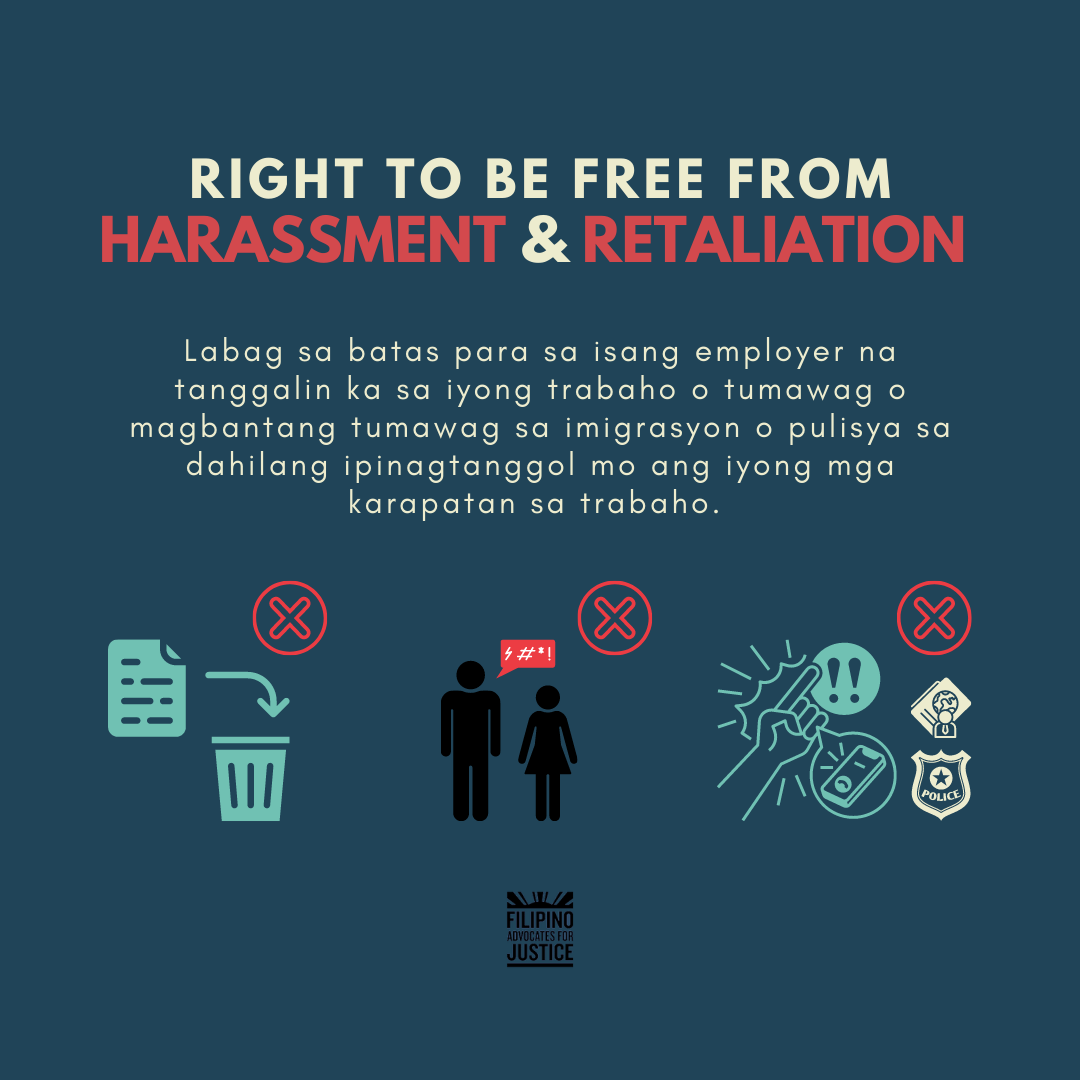 RIGHT TO BE FREE FROM
HARASSMENT & RETALIATION
Labag sa batas para sa isang employer na
tanggalin ka sa iyong trabaho o tumawag o
magbantang tumawag sa imigrasyon o pulisya sa
dahilang ipinagtanggol mo ang iyong mga
karapatan sa trabaho.
#*!
POLICE
FILIPINO
ADVOCATES FOR
JUSTICE